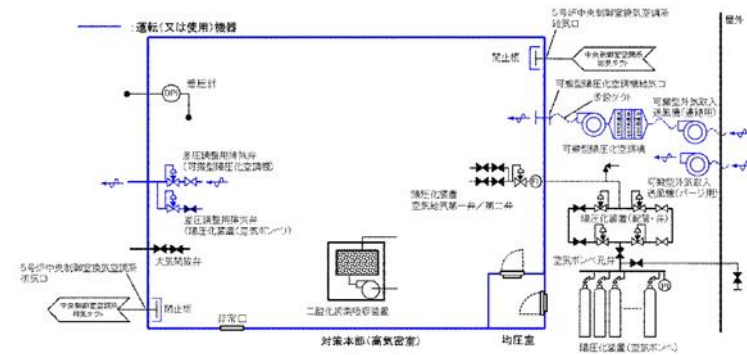 :運転(又は使用)機器
5号炉中央制御室換気空調系
給気口
屋外
閉止板
中央制御室換気空調系
給気ダクト
差圧計
DPI
可搬型陽圧化空調機給気口
仮設ダクト
可搬型外気取入
送風機(連絡用)
可搬型陽圧化空調機
差圧調整用排気弁
(可搬型陽圧化空調機)
陽圧化装置
空気給気第一弁/第二弁
可搬型外気取入
送風機(パージ用)
差圧調整用排気弁
(陽圧化装置(空気ボンベ))
陽圧化装置(配管・弁)
大気開放弁
空気ボンベ元弁
5号炉中央制御室換気空調系
排気口
中央制御室換気空調系
排気ダクト
閉止板
二酸化炭素吸収装置
非常口
対策本部(高気密室)
均圧室
陽圧化装置(空気ボンベ)